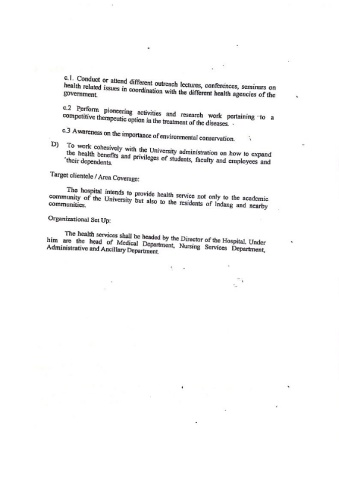 c.1. Conduct or attend different outreach lectures, conferences, seminars on
health related issues in coordination with the different health agencies of the
government.
c.2 Perform pioneering activities and research work pertaining to a
competitive therapeutic option in the treatment of the diseases.
c.3 Awareness on the importance of environmental conservation.
D) To work cohesively with the University administration on how to expand
the health benefits and privileges of students, faculty and employees and
their dependents.
Target clientele / Area Coverage:
The hospital intends to provide health service not only to the academic
community of the University but also to the residents of Indang and nearby
communities.
Organizational Set Up:
The health services shall be headed by the Director of the Hospital. Under
him are the head of Medical Department, Nursing Services Department,
Administrative and Ancillary Department.